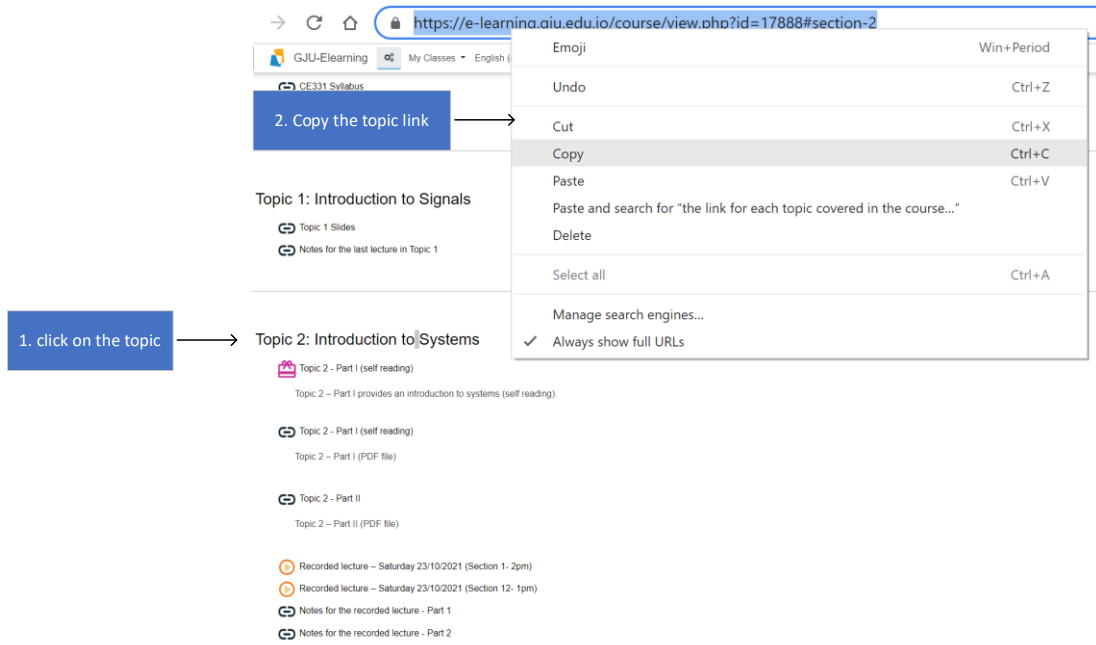 https://e-learning.gju.edu.jo/course/view.php?id=17888#section-2
GJU-Elearning
My Classes
English (
CE331 Syllabus
2. Copy the topic link
Emoji Win+Period
Undo Ctrl+Z
Cut Ctrl+X
Copy Ctrl+C
Paste Ctrl+V
Paste and search for “the link for each topic covered in the course...”
Delete
Select all Ctrl+A
Manage search engines...
Always show full URLs
Topic 1: Introduction to Signals
Topic 1 Slides
Notes for the last lecture in Topic 1
1. click on the topic
Topic 2: Introduction to Systems
Topic 2 - Part I (self reading)
Topic 2 – Part I provides an introduction to systems (self reading).
Topic 2 - Part I (self reading)
Topic 2 – Part I (PDF file)
Topic 2 - Part II
Topic 2 – Part II (PDF file)
Recorded lecture – Saturday 23/10/2021 (Section 1- 2pm)
Recorded lecture – Saturday 23/10/2021 (Section 12- 1pm)
Notes for the recorded lecture - Part 1
Notes for the recorded lecture - Part 2